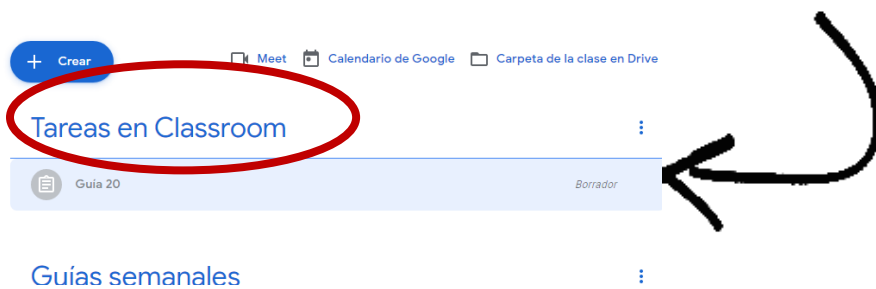 + Crear Meet Calendario de Google Carpeta de la clase en Drive
Tareas en Classroom
Guía 20 Borrador
Guías semanales